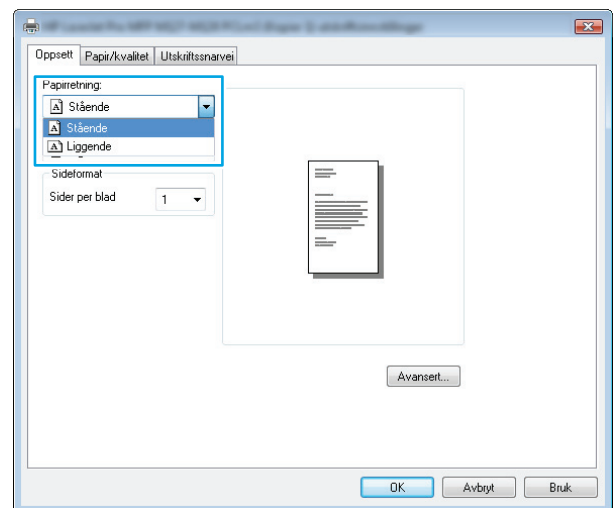 Oppsett Papir/kvalitet Utskriftssnarvei
Papirretning:
A Stående
A Stående
A Liggende
Sideformat
Sider per blad 1
Avansert...
OK Avbryt Bruk